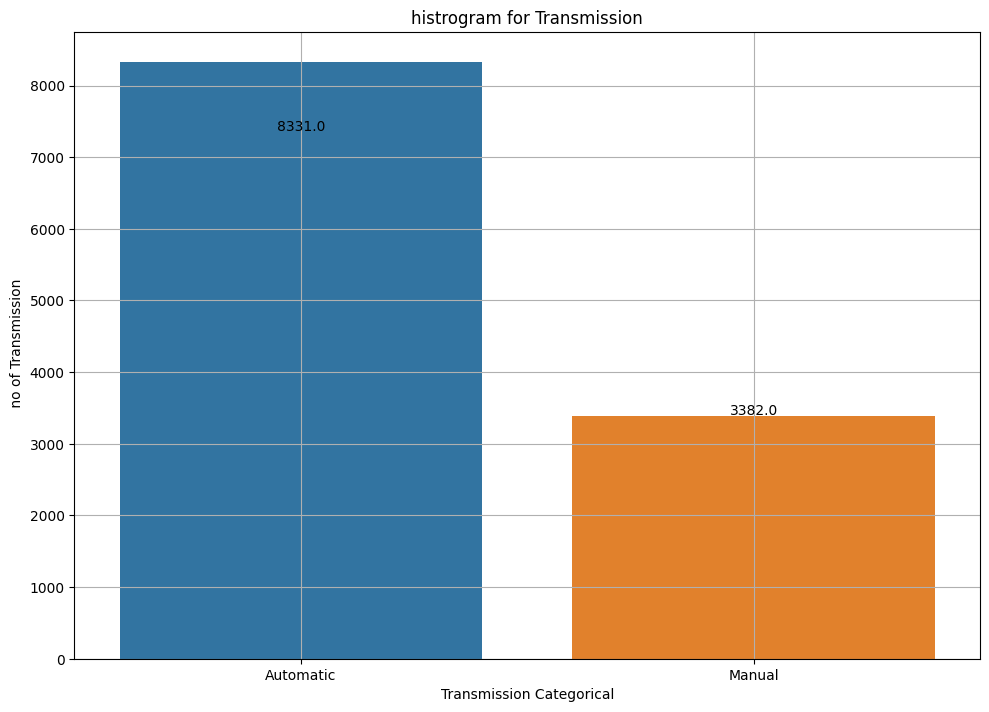 histrogram for Transmission
8000
7000
6000
5000
4000
3000
2000
1000
0
no of Transmission
8331.0
3382.0
Automatic
Manual
Transmission Categorical